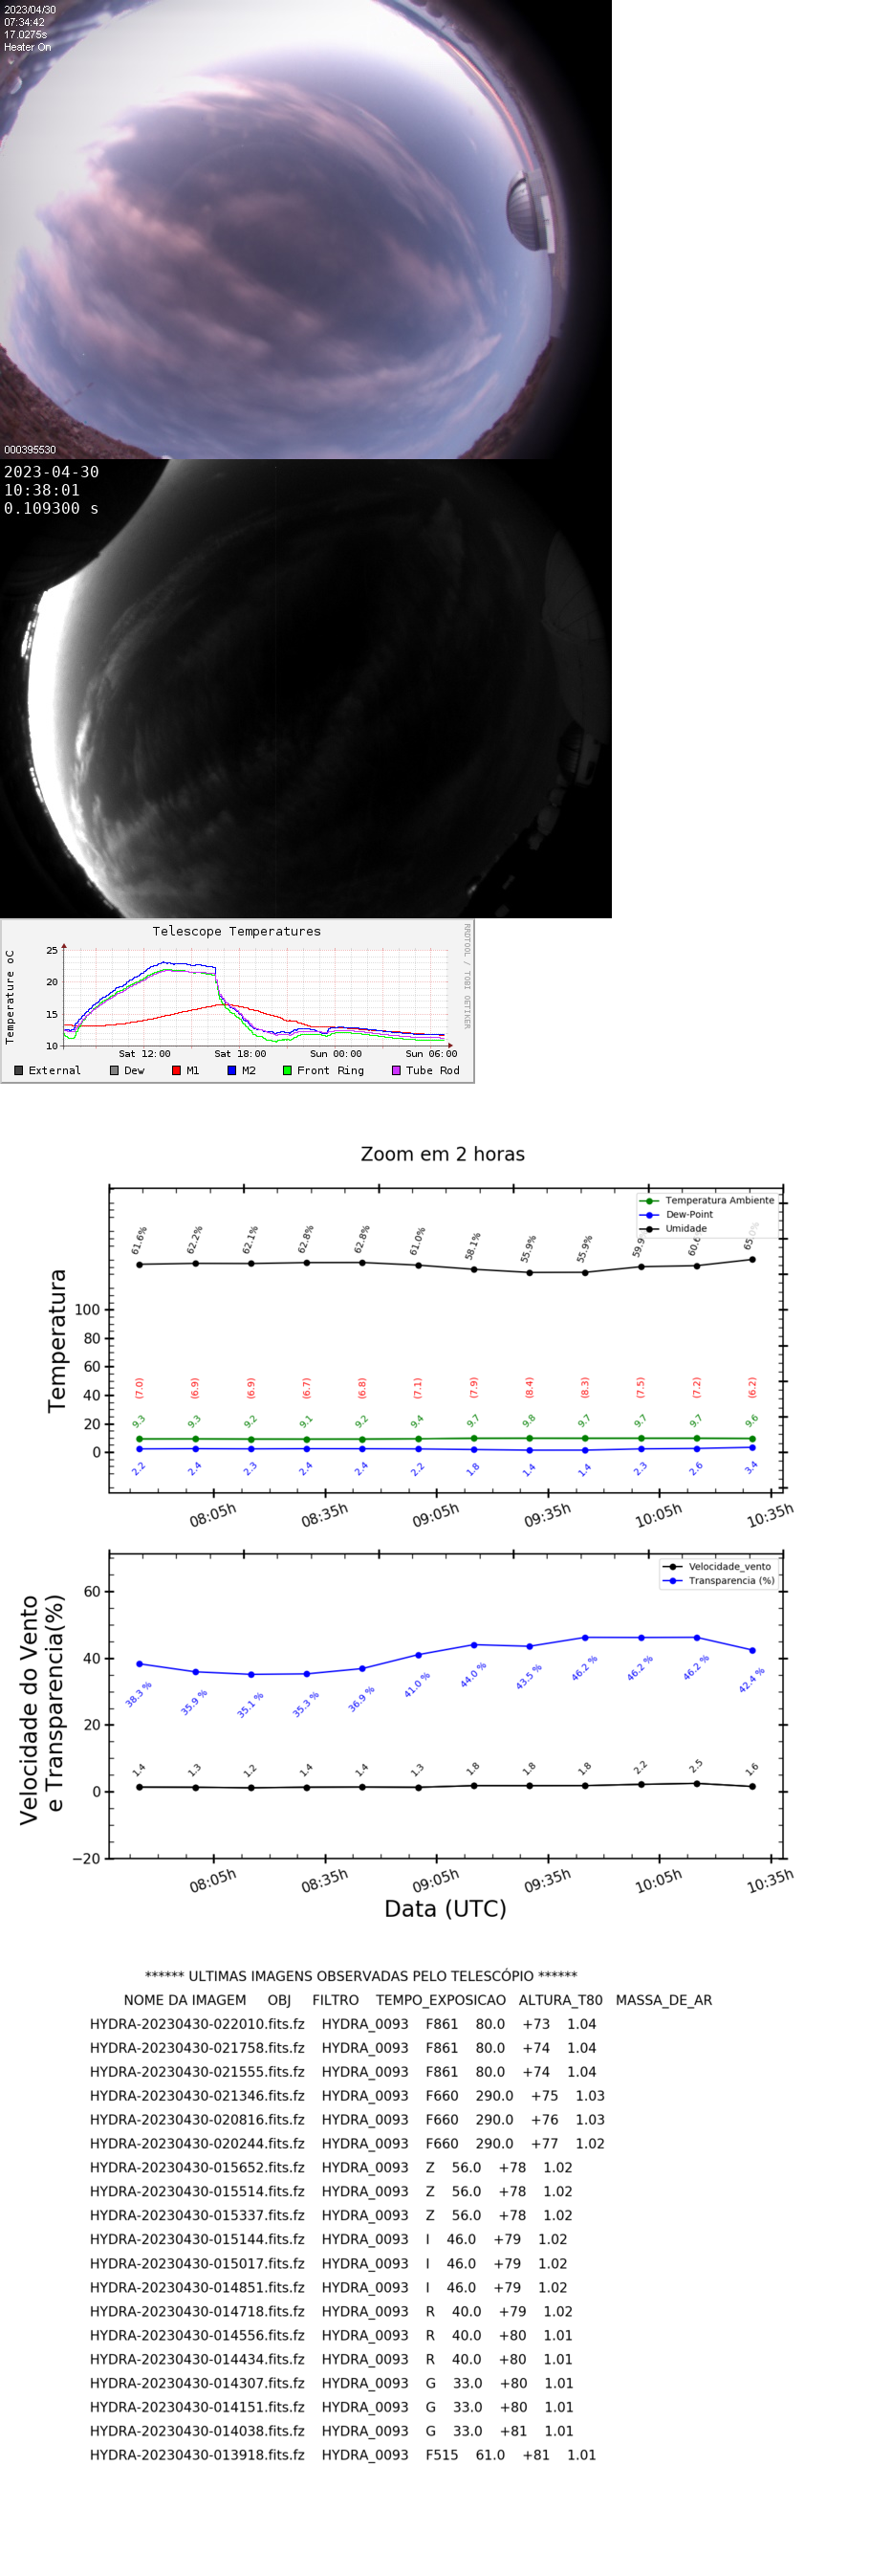 2023/04/30
07:34:42
17.0275s
Heater On
000395530
2023-04-30
10:38:01
0.109300 s
Telescope Temperatures
RRDTOOL / TOBI OETIKER
Temperature oC
25
20
15
10
Sat 12:00 Sat 18:00 Sun 00:00 Sun 06:00
External Dew M1 M2 Front Ring Tube Rod
Zoom em 2 horas
Temperatura Ambiente
Dew-Point
Umidade
61.6% 62.2% 62.1% 62.8% 62.8% 61.0% 58.1% 55.9% 55.9% 59.9 60.6 65.0%
Temperatura
100
80
60
40
20
0
(7.0) (6.9) (6.9) (6.7) (6.8) (7.1) (7.9) (8.4) (8.3) (7.5) (7.2) (6.2)
9.3 9.3 9.2 9.1 9.2 9.4 9.7 9.8 9.7 9.7 9.7 9.6
2.2 2.4 2.3 2.4 2.4 2.2 1.8 1.4 1.4 2.3 2.6 3.4
08:05h 08:35h 09:05h 09:35h 10:05h 10:35h
Velocidade_vento
Transparencia (%)
Velocidade do Vento
e Transparencia(%)
60
40
20
0
−20
38.3 % 35.9 % 35.1 % 35.3 % 36.9 % 41.0 % 44.0 % 43.5 % 46.2 % 46.2 % 46.2 % 42.4 %
1.4 1.3 1.2 1.4 1.4 1.3 1.8 1.8 1.8 2.2 2.5 1.6
08:05h 08:35h 09:05h 09:35h 10:05h 10:35h
Data (UTC)
****** ULTIMAS IMAGENS OBSERVADAS PELO TELESCÓPIO ******
NOME DA IMAGEM OBJ FILTRO TEMPO_EXPOSICAO ALTURA_T80 MASSA_DE_AR
HYDRA-20230430-022010.fits.fz HYDRA_0093 F861 80.0 +73 1.04
HYDRA-20230430-021758.fits.fz HYDRA_0093 F861 80.0 +74 1.04
HYDRA-20230430-021555.fits.fz HYDRA_0093 F861 80.0 +74 1.04
HYDRA-20230430-021346.fits.fz HYDRA_0093 F660 290.0 +75 1.03
HYDRA-20230430-020816.fits.fz HYDRA_0093 F660 290.0 +76 1.03
HYDRA-20230430-020244.fits.fz HYDRA_0093 F660 290.0 +77 1.02
HYDRA-20230430-015652.fits.fz HYDRA_0093 Z 56.0 +78 1.02
HYDRA-20230430-015514.fits.fz HYDRA_0093 Z 56.0 +78 1.02
HYDRA-20230430-015337.fits.fz HYDRA_0093 Z 56.0 +78 1.02
HYDRA-20230430-015144.fits.fz HYDRA_0093 I 46.0 +79 1.02
HYDRA-20230430-015017.fits.fz HYDRA_0093 I 46.0 +79 1.02
HYDRA-20230430-014851.fits.fz HYDRA_0093 I 46.0 +79 1.02
HYDRA-20230430-014718.fits.fz HYDRA_0093 R 40.0 +79 1.02
HYDRA-20230430-014556.fits.fz HYDRA_0093 R 40.0 +80 1.01
HYDRA-20230430-014434.fits.fz HYDRA_0093 R 40.0 +80 1.01
HYDRA-20230430-014307.fits.fz HYDRA_0093 G 33.0 +80 1.01
HYDRA-20230430-014151.fits.fz HYDRA_0093 G 33.0 +80 1.01
HYDRA-20230430-014038.fits.fz HYDRA_0093 G 33.0 +81 1.01
HYDRA-20230430-013918.fits.fz HYDRA_0093 F515 61.0 +81 1.01